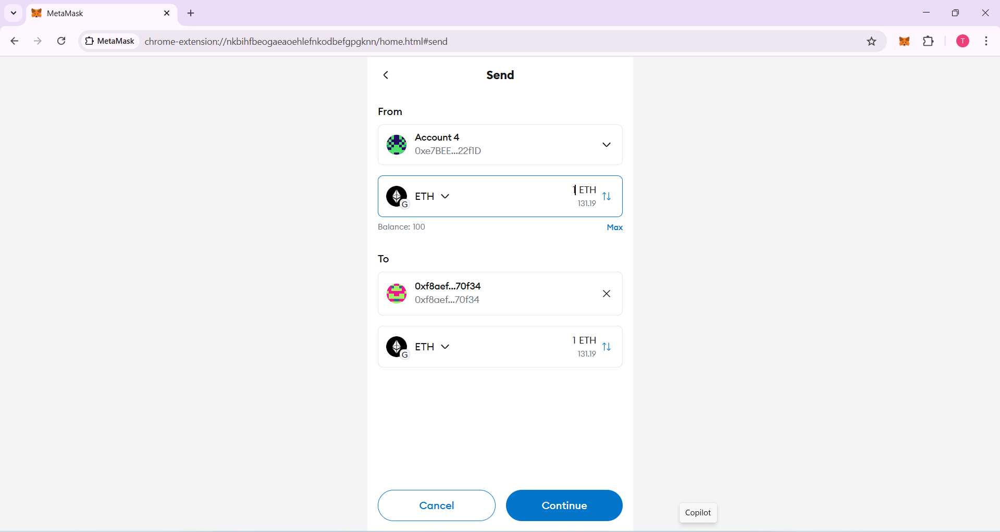 MetaMask
MetaMask
chrome-extension://nkbihfbeogaeaoehlefnkodbefgpgknn/home.html#send
T
Send
From
Account 4
0xe7BEE...22f1D
G
ETH
1 ETH
131.19
Balance: 100
Max
To
0xf8aef...70f34
0xf8aef...70f34
G
ETH
1 ETH
131.19
Cancel
Continue
Copilot